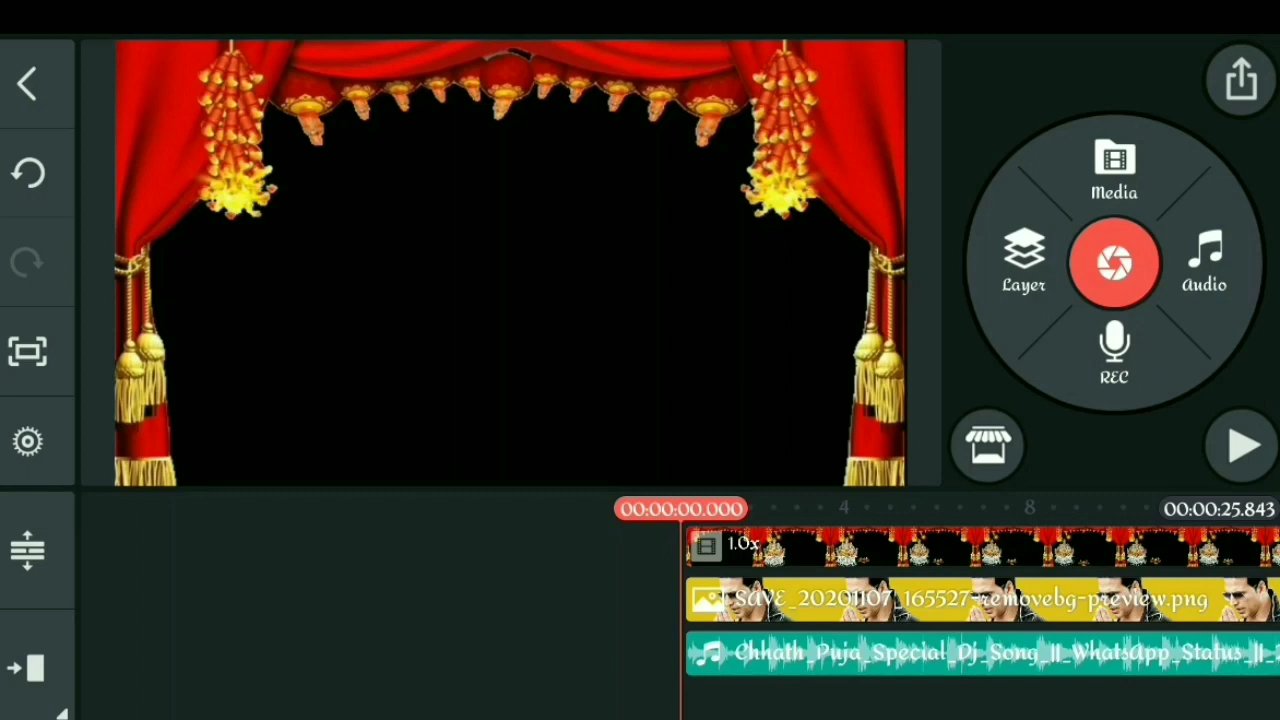 Media
Layer
Audio
REC
00:00:00.000
4
8
00:00:25.843
1.0x
SAVE_20201107_165527-removebg-preview.png
Chhath_Puja_Special_Dj_Song_||_WhatsApp_Status_||_2